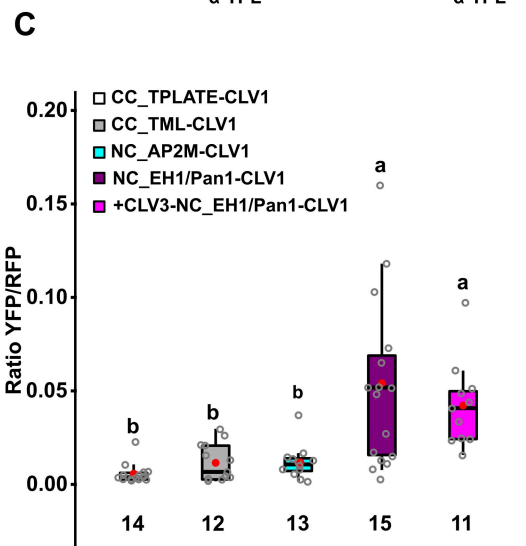 C
CC_TPLATE-CLV1
CC_TML-CLV1
NC_AP2M-CLV1
NC_EH1/Pan1-CLV1
+CLV3-NC_EH1/Pan1-CLV1
Ratio YFP/RFP
0.20
0.15
0.10
0.05
0.00
b
b
b
a
a
14
12
13
15
11